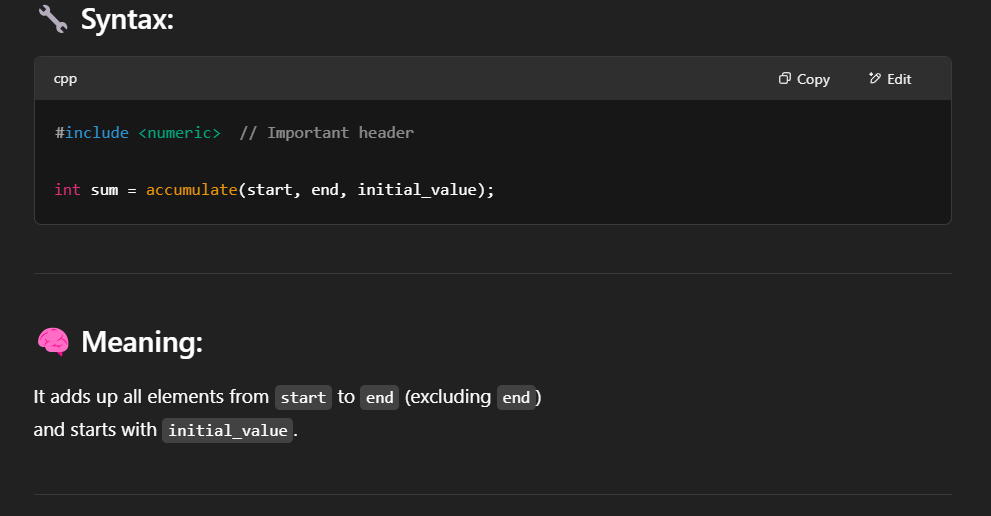 🔧 Syntax:
cpp Copy Edit
#include <numeric> // Important header
int sum = accumulate(start, end, initial_value);
🧠 Meaning:
It adds up all elements from start to end (excluding end)
and starts with initial_value.